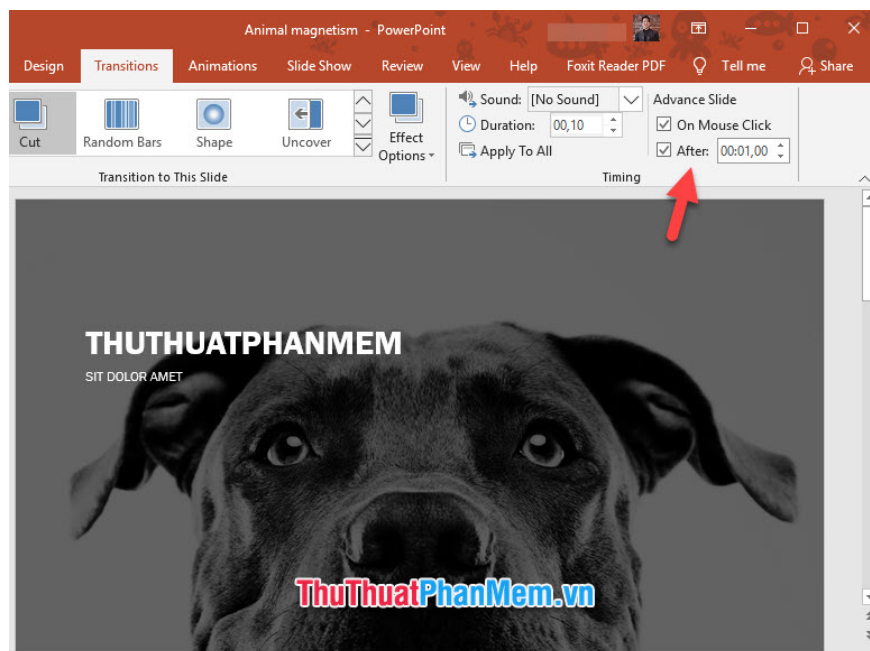 Animal magnetism - PowerPoint
Design Transitions Animations Slide Show Review View Help Foxit Reader PDF Tell me Share
Cut Random Bars Shape Uncover Effect Options
Sound: [No Sound]
Duration: 00,10
Apply To All
Advance Slide
On Mouse Click
After: 00:01,00
Transition to This Slide Timing
THUTHUATPHANMEM
SIT DOLOR AMET
ThuThuatPhanMem.vn